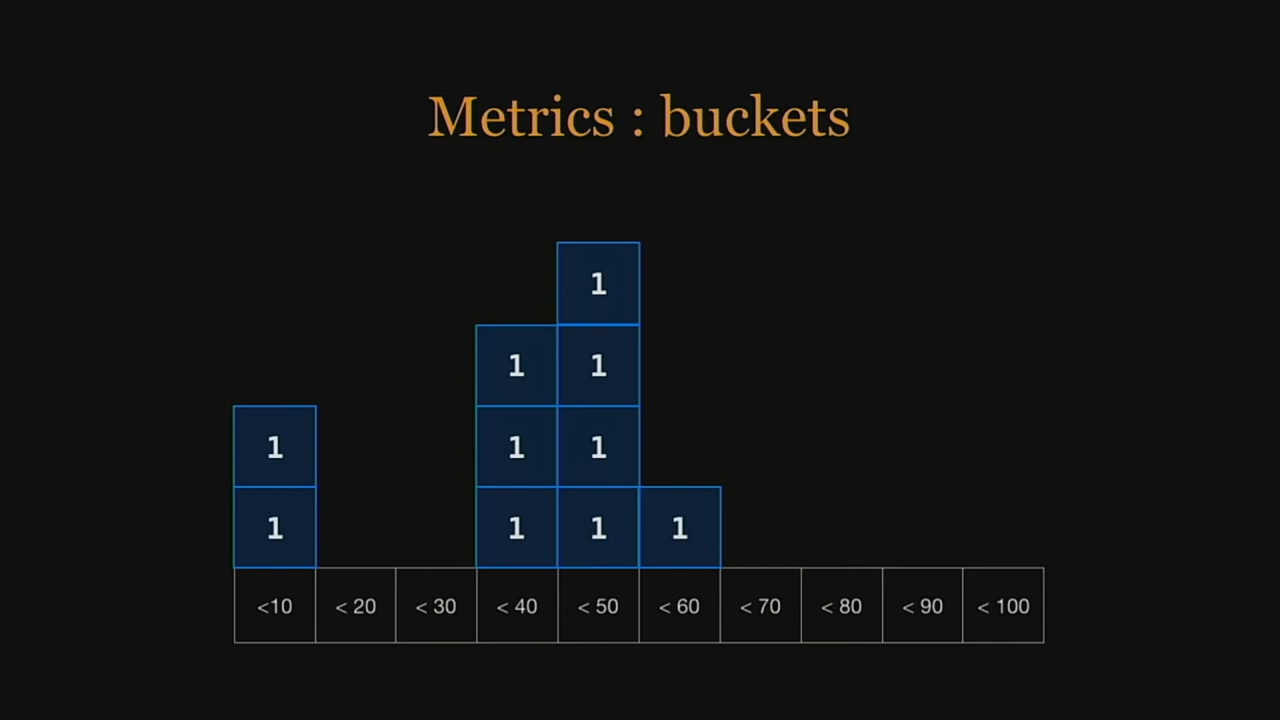 Metrics : buckets
1
1 1
1 1 1
1 1 1 1
<10 < 20 < 30 < 40 < 50 < 60 < 70 < 80 < 90 < 100